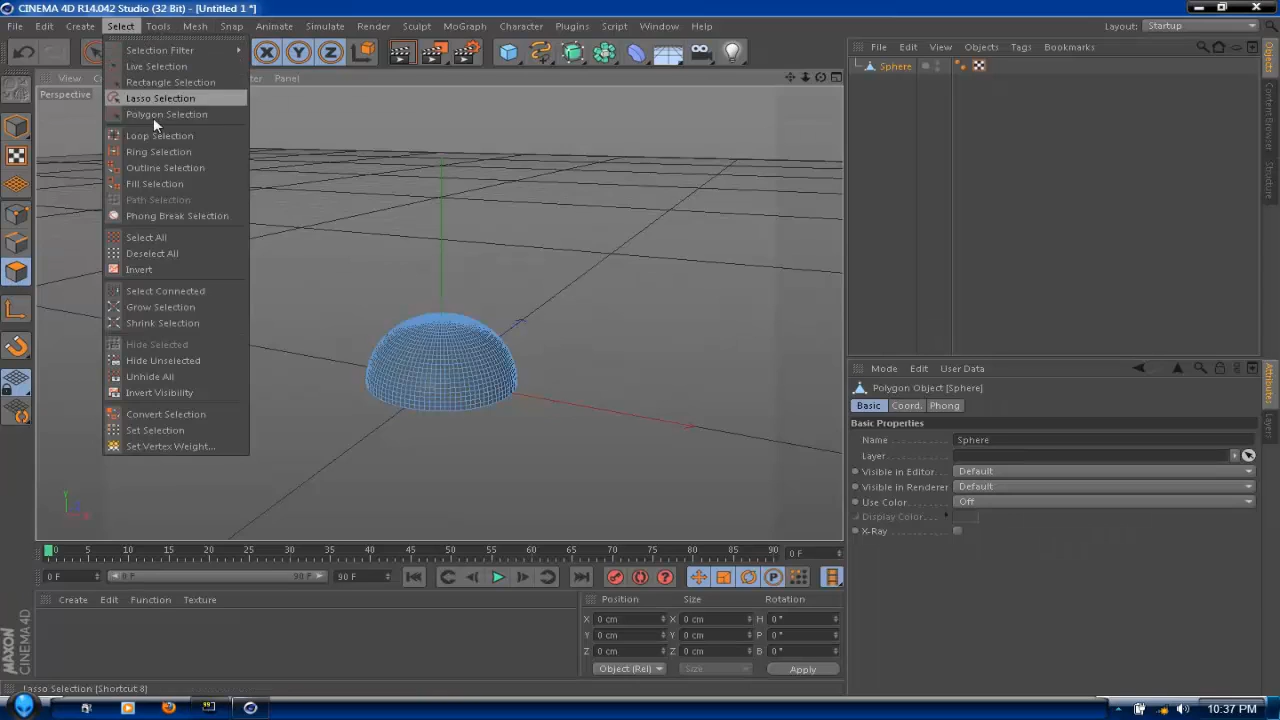 CINEMA 4D R14.042 Studio (32 Bit) - [Untitled 1 *]
File Edit Create Select Tools Mesh Snap Animate Simulate Render Sculpt MoGraph Character Plugins Script Window Help
Layout: Startup
X Y Z
File Edit View Objects Tags Bookmarks
Sphere
View
Panel
Perspective
Selection Filter
Live Selection
Rectangle Selection
Lasso Selection
Polygon Selection
Loop Selection
Ring Selection
Outline Selection
Fill Selection
Path Selection
Phong Break Selection
Select All
Deselect All
Invert
Select Connected
Grow Selection
Shrink Selection
Hide Selected
Hide Unselected
Unhide All
Invert Visibility
Convert Selection
Set Selection
Set Vertex Weight...
Y
Objects
Content Browser
Structure
Mode Edit User Data
Polygon Object [Sphere]
Basic Coord. Phong
Basic Properties
Name Sphere
Layer
Visible in Editor Default
Visible in Renderer Default
Use Color Off
Display Color
X-Ray
Attributes
Layers
0 5 10 15 20 25 30 35 40 45 50 55 60 65 70 75 80 85 90
0 F
0 F
0 F 90 F
90 F
P
Create Edit Function Texture
Position Size Rotation
X 0 cm X 0 cm H 0 °
Y 0 cm Y 0 cm P 0 °
Z 0 cm Z 0 cm B 0 °
Object (Rel) Size Apply
MAXON
CINEMA 4D
Lasso Selection [Shortcut 8]
10:37 PM